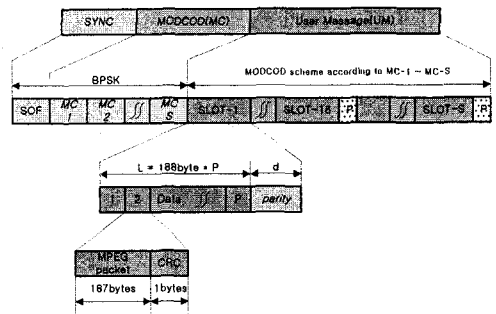 SYNC MODCOD(MC) User Message(UM)
BPSK MODCOD scheme according to MC-1 ~ MC-S
SOF MC 1 MC 2 ∬ MC S SLOT-1 ∬ SLOT-16 P ∬ SLOT-S P
L = 188byte * P d
1 2 Data ∬ P parity
MPEG packet CRC
187bytes 1bytes